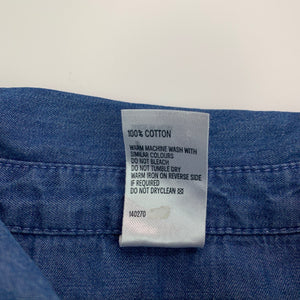 100% COTTON
WARM MACHINE WASH WITH
SIMILAR COLOURS
DO NOT BLEACH
DO NOT TUMBLE DRY
WARM IRON ON REVERSE SIDE
IF REQUIRED
DO NOT DRYCLEAN
140270